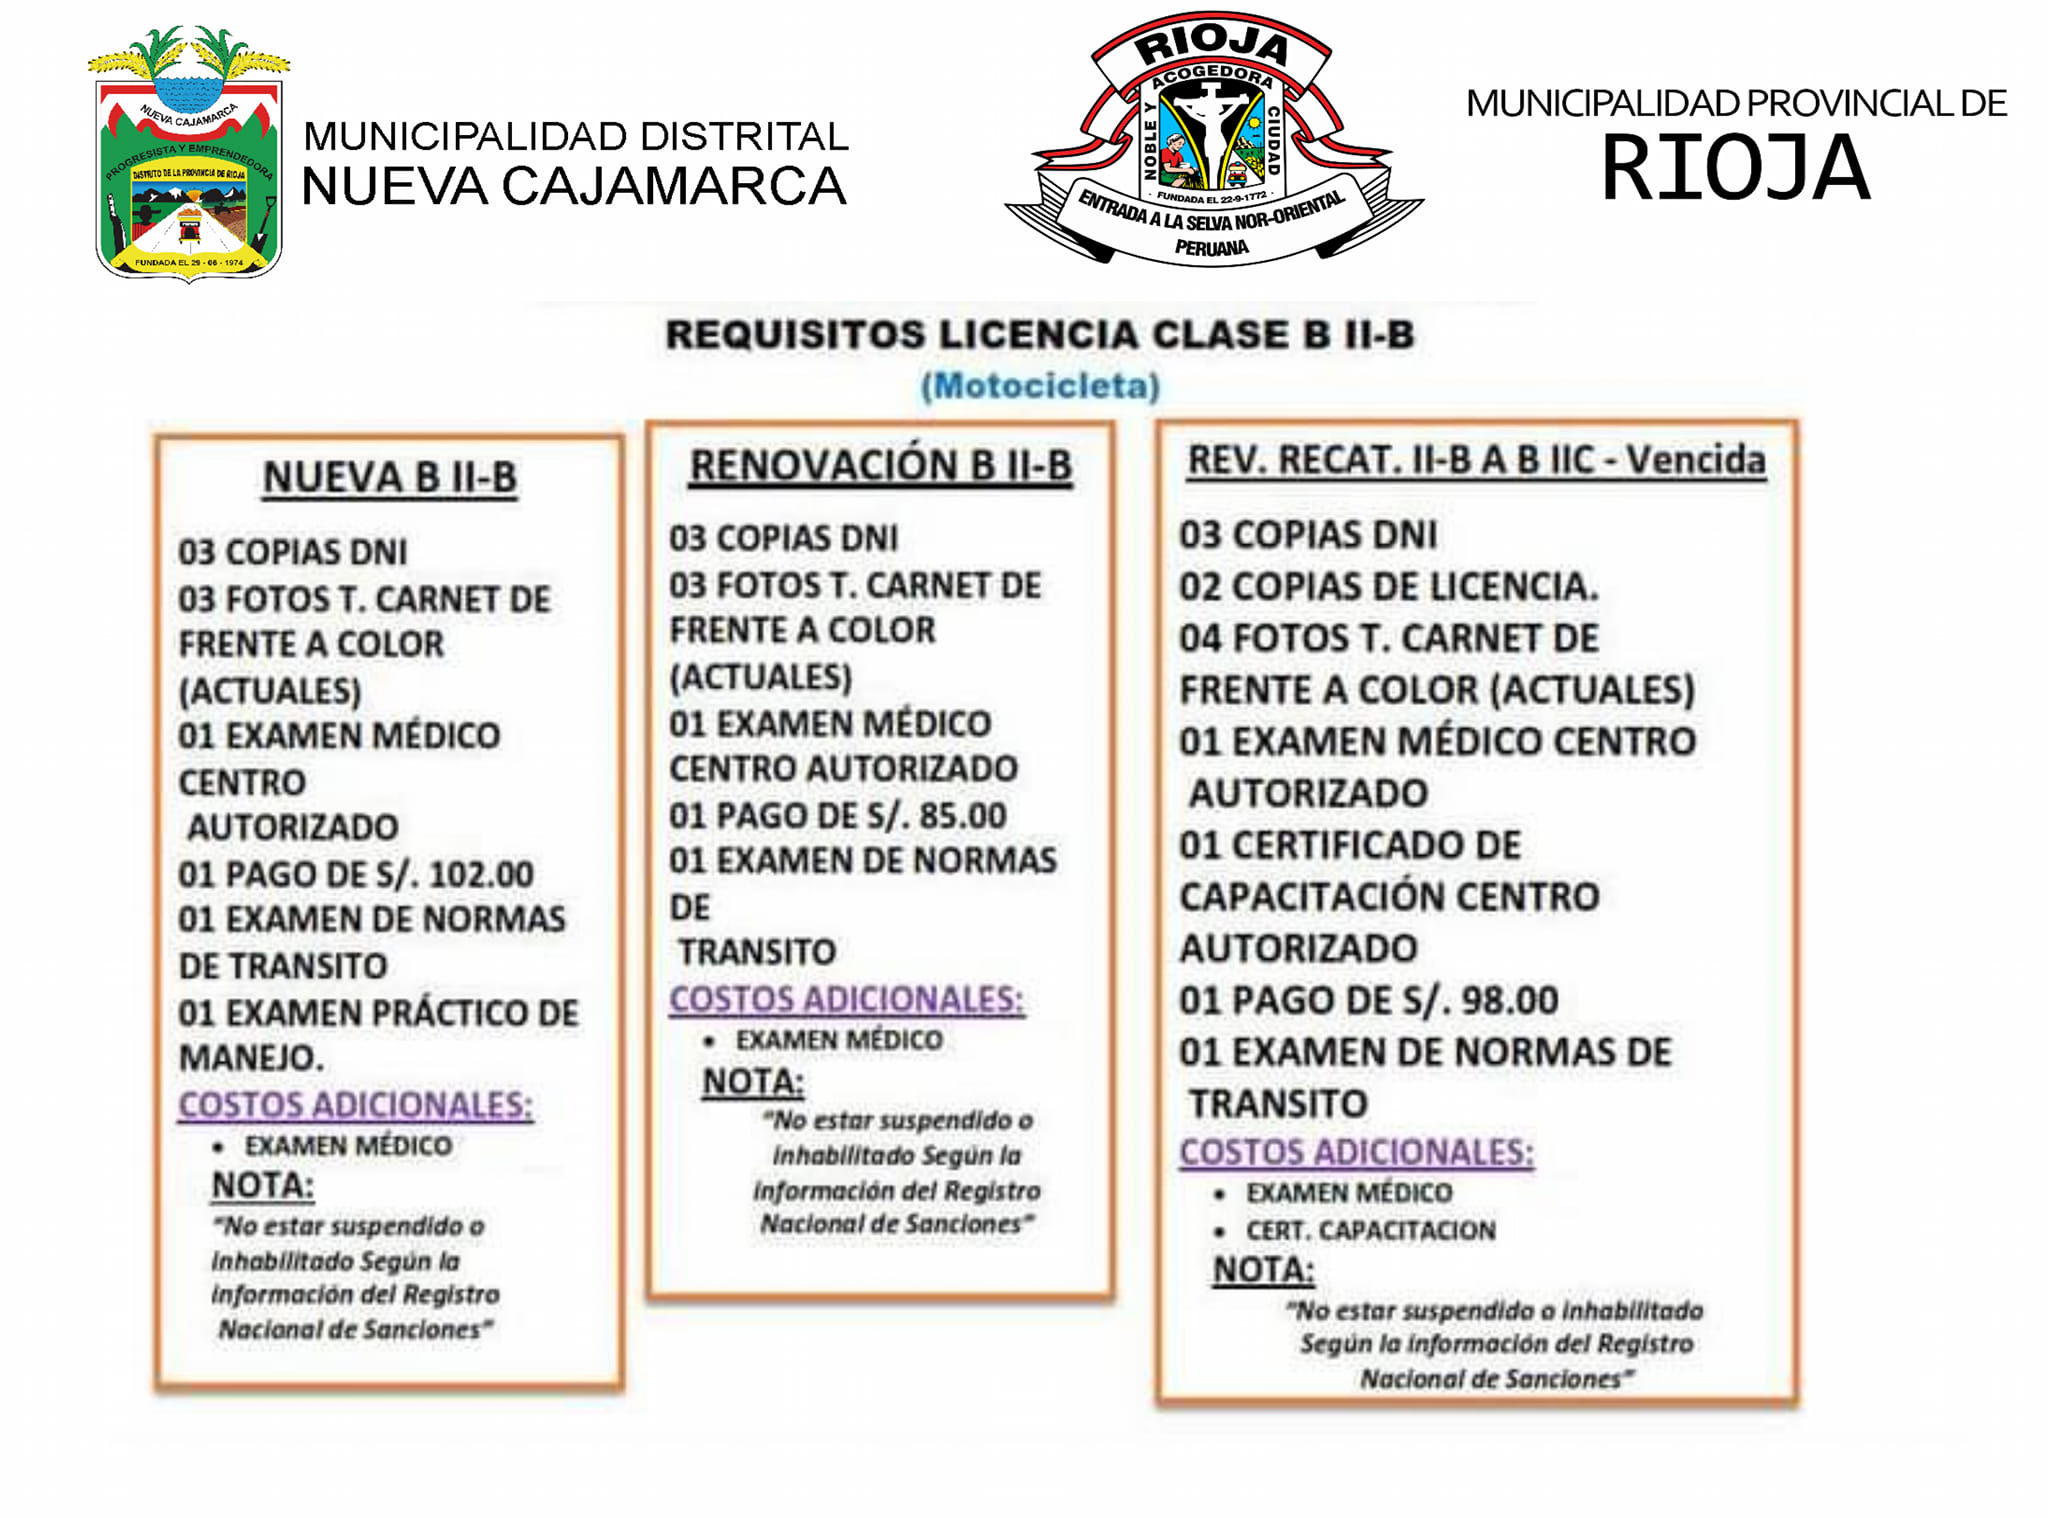 NUEVA CAJAMARCA
PROGRESISTA Y EMPRENDEDORA
DISTRITO DE LA PROVINCIA DE RIOJA
FUNDADA EL 29 - 06 - 1974
MUNICIPALIDAD DISTRITAL
NUEVA CAJAMARCA
RIOJA
NOBLE Y ACOGEDORA CIUDAD
· FUNDADA EL 22-9-1772 ·
ENTRADA A LA SELVA NOR-ORIENTAL
PERUANA
MUNICIPALIDAD PROVINCIAL DE
RIOJA
REQUISITOS LICENCIA CLASE B II-B
(Motocicleta)
NUEVA B II-B
03 COPIAS DNI
03 FOTOS T. CARNET DE
FRENTE A COLOR
(ACTUALES)
01 EXAMEN MÉDICO
CENTRO
AUTORIZADO
01 PAGO DE S/. 102.00
01 EXAMEN DE NORMAS
DE TRANSITO
01 EXAMEN PRÁCTICO DE
MANEJO.
COSTOS ADICIONALES:
• EXAMEN MÉDICO
NOTA:
"No estar suspendido o
inhabilitado Según la
información del Registro
Nacional de Sanciones"
RENOVACIÓN B II-B
03 COPIAS DNI
03 FOTOS T. CARNET DE
FRENTE A COLOR
(ACTUALES)
01 EXAMEN MÉDICO
CENTRO AUTORIZADO
01 PAGO DE S/. 85.00
01 EXAMEN DE NORMAS
DE
TRANSITO
COSTOS ADICIONALES:
• EXAMEN MÉDICO
NOTA:
"No estar suspendido o
inhabilitado Según la
información del Registro
Nacional de Sanciones"
REV. RECAT. II-B A B IIC - Vencida
03 COPIAS DNI
02 COPIAS DE LICENCIA.
04 FOTOS T. CARNET DE
FRENTE A COLOR (ACTUALES)
01 EXAMEN MÉDICO CENTRO
AUTORIZADO
01 CERTIFICADO DE
CAPACITACIÓN CENTRO
AUTORIZADO
01 PAGO DE S/. 98.00
01 EXAMEN DE NORMAS DE
TRANSITO
COSTOS ADICIONALES:
• EXAMEN MÉDICO
• CERT. CAPACITACION
NOTA:
"No estar suspendido o inhabilitado
Según la información del Registro
Nacional de Sanciones"